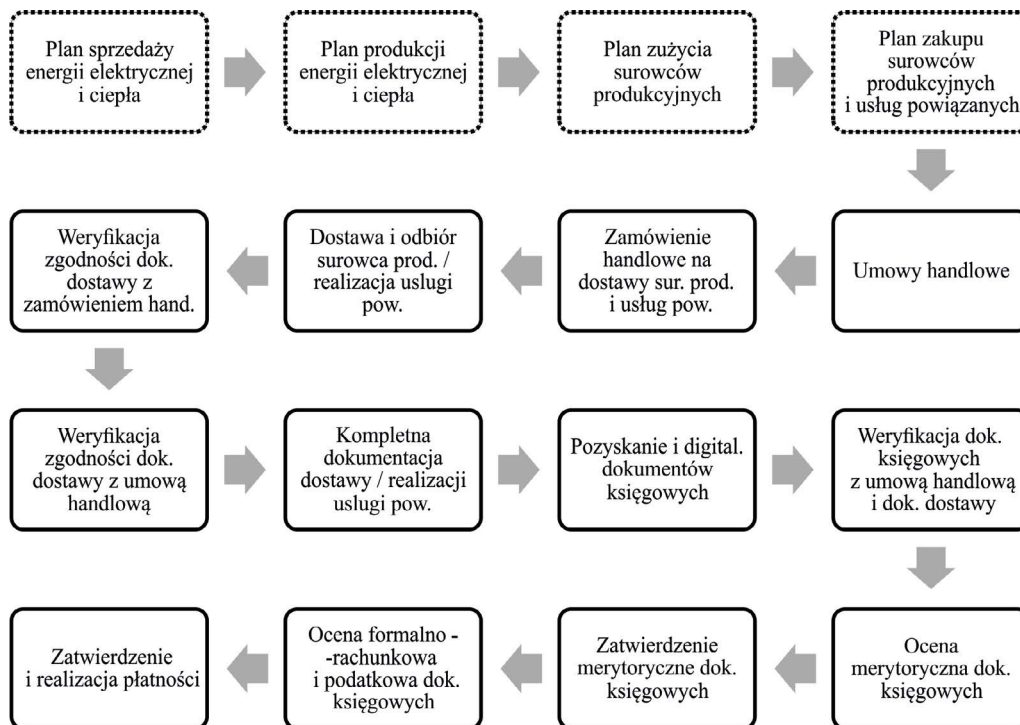 Plan sprzedaży
energii elektrycznej
i ciepła
Plan produkcji
energii elektrycznej
i ciepła
Plan zużycia
surowców
produkcyjnych
Plan zakupu
surowców
produkcyjnych
i usług powiązanych
Weryfikacja
zgodności dok.
dostawy z
zamówieniem hand.
Dostawa i odbiór
surowca prod. /
realizacja uslugi
pow.
Zamówienie
handlowe na
dostawy sur. prod.
i usług pow.
Umowy handlowe
Weryfikacja
zgodności dok.
dostawy z umową
handlową
Kompletna
dokumentacja
dostawy / realizacji
uslugi pow.
Pozyskanie i digital.
dokumentów
księgowych
Weryfikacja dok.
księgowych
z umową handlową
i dok. dostawy
Zatwierdzenie
i realizacja płatności
Ocena formalno -
-rachunkowa
i podatkowa dok.
księgowych
Zatwierdzenie
merytoryczne dok.
księgowych
Ocena
merytoryczna dok.
księgowych